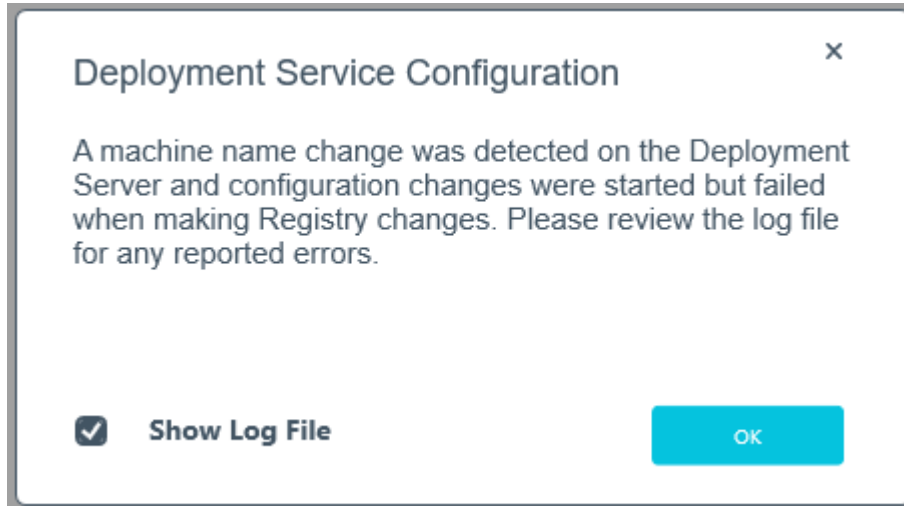 Deployment Service Configuration
A machine name change was detected on the Deployment
Server and configuration changes were started but failed
when making Registry changes. Please review the log file
for any reported errors.
Show Log File
OK